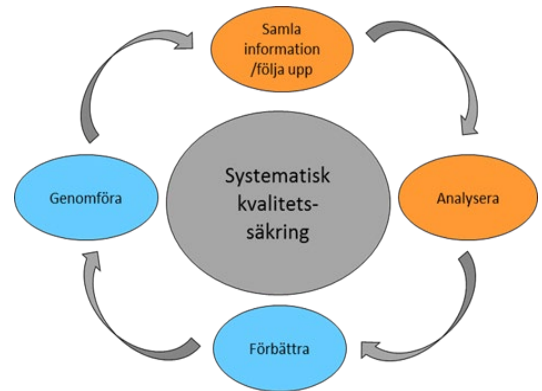 Samla
information
/följa upp
Analysera
Förbättra
Genomföra
Systematisk
kvalitets-
säkring